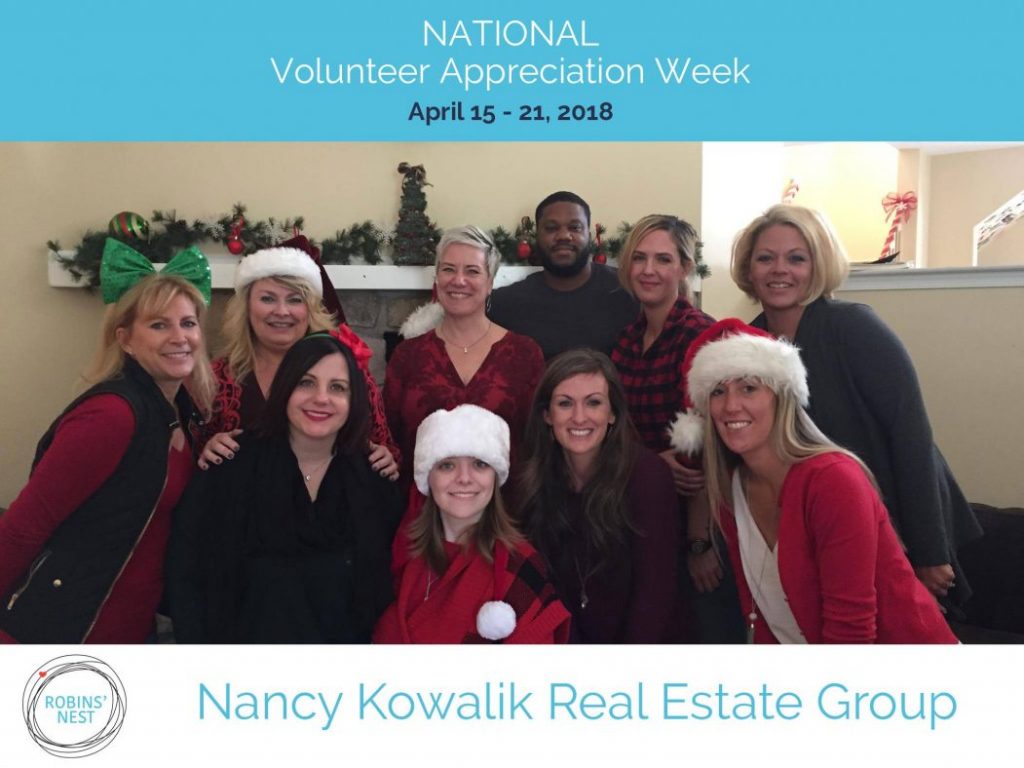 NATIONAL
Volunteer Appreciation Week
April 15 - 21, 2018
ROBINS'
NEST
Nancy Kowalik Real Estate Group